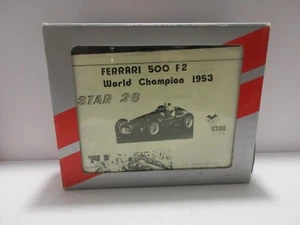 FERRARI 500 F2
World Champion 1953
STAR 26
STAR